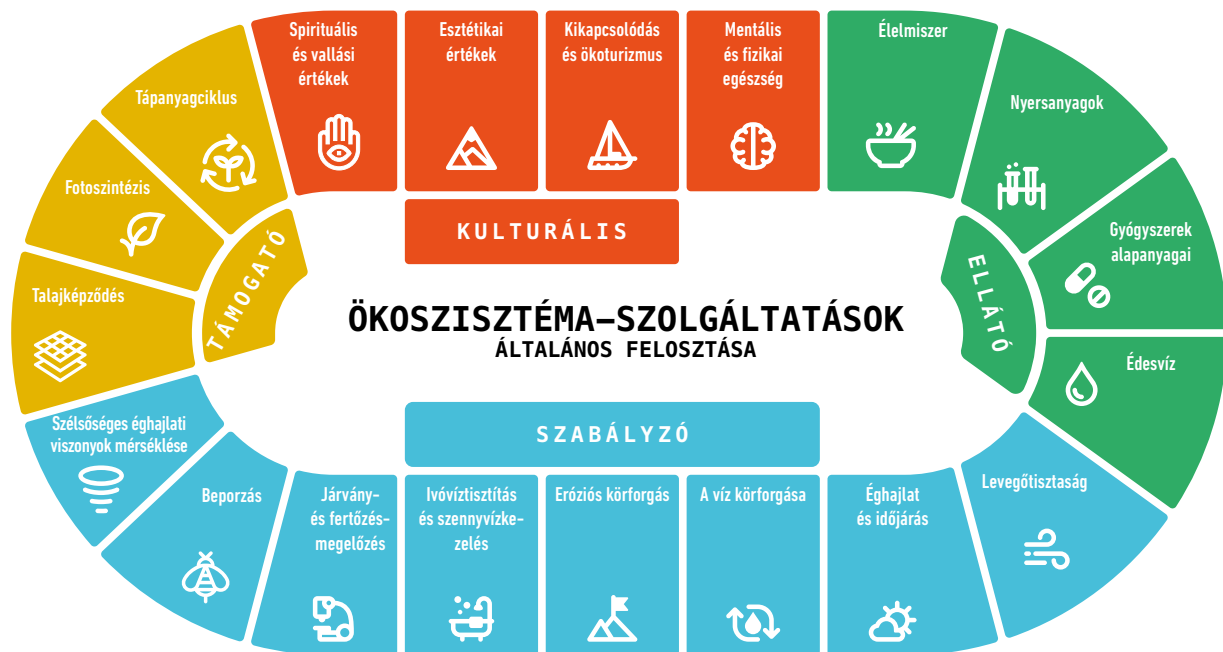 Spirituális
és vallási
értékek
Esztétikai
értékek
Kikapcsolódás
és ökoturizmus
Mentális
és fizikai
egészség
Élelmiszer
Nyersanyagok
Gyógyszerek
alapanyagai
Édesvíz
Tápanyagciklus
Fotoszintézis
Talajképződés
TÁMOGATÓ
KULTURÁLIS
ELLÁTÓ
ÖKOSZISZTÉMA–SZOLGÁLTATÁSOK
ÁLTALÁNOS FELOSZTÁSA
SZABÁLYZÓ
Szélsőséges éghajlati
viszonyok mérséklése
Beporzás
Járvány-
és fertőzés-
megelőzés
Ivóvíztisztítás
és szennyvízke-
zelés
Eróziós körforgás
A víz körforgása
Éghajlat
és időjárás
Levegőtisztaság